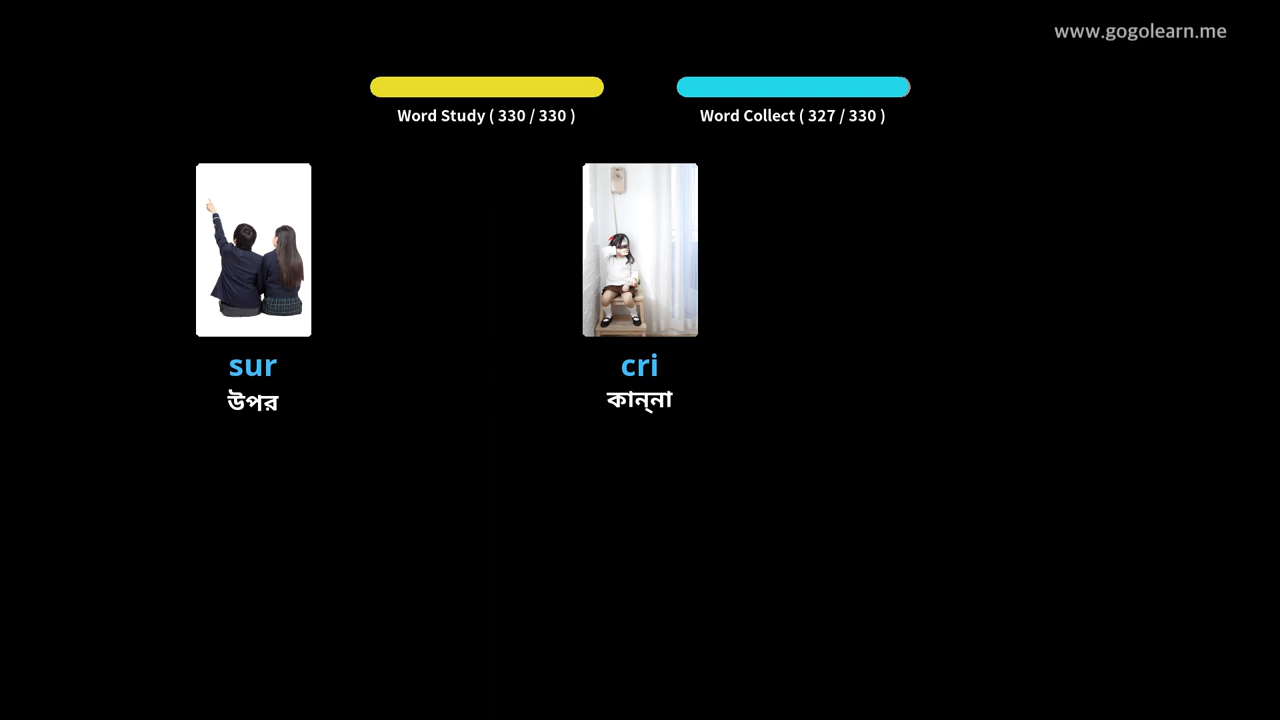 www.gogolearn.me
Word Study ( 330 / 330 )
Word Collect ( 327 / 330 )
sur
উপর
cri
কান্না